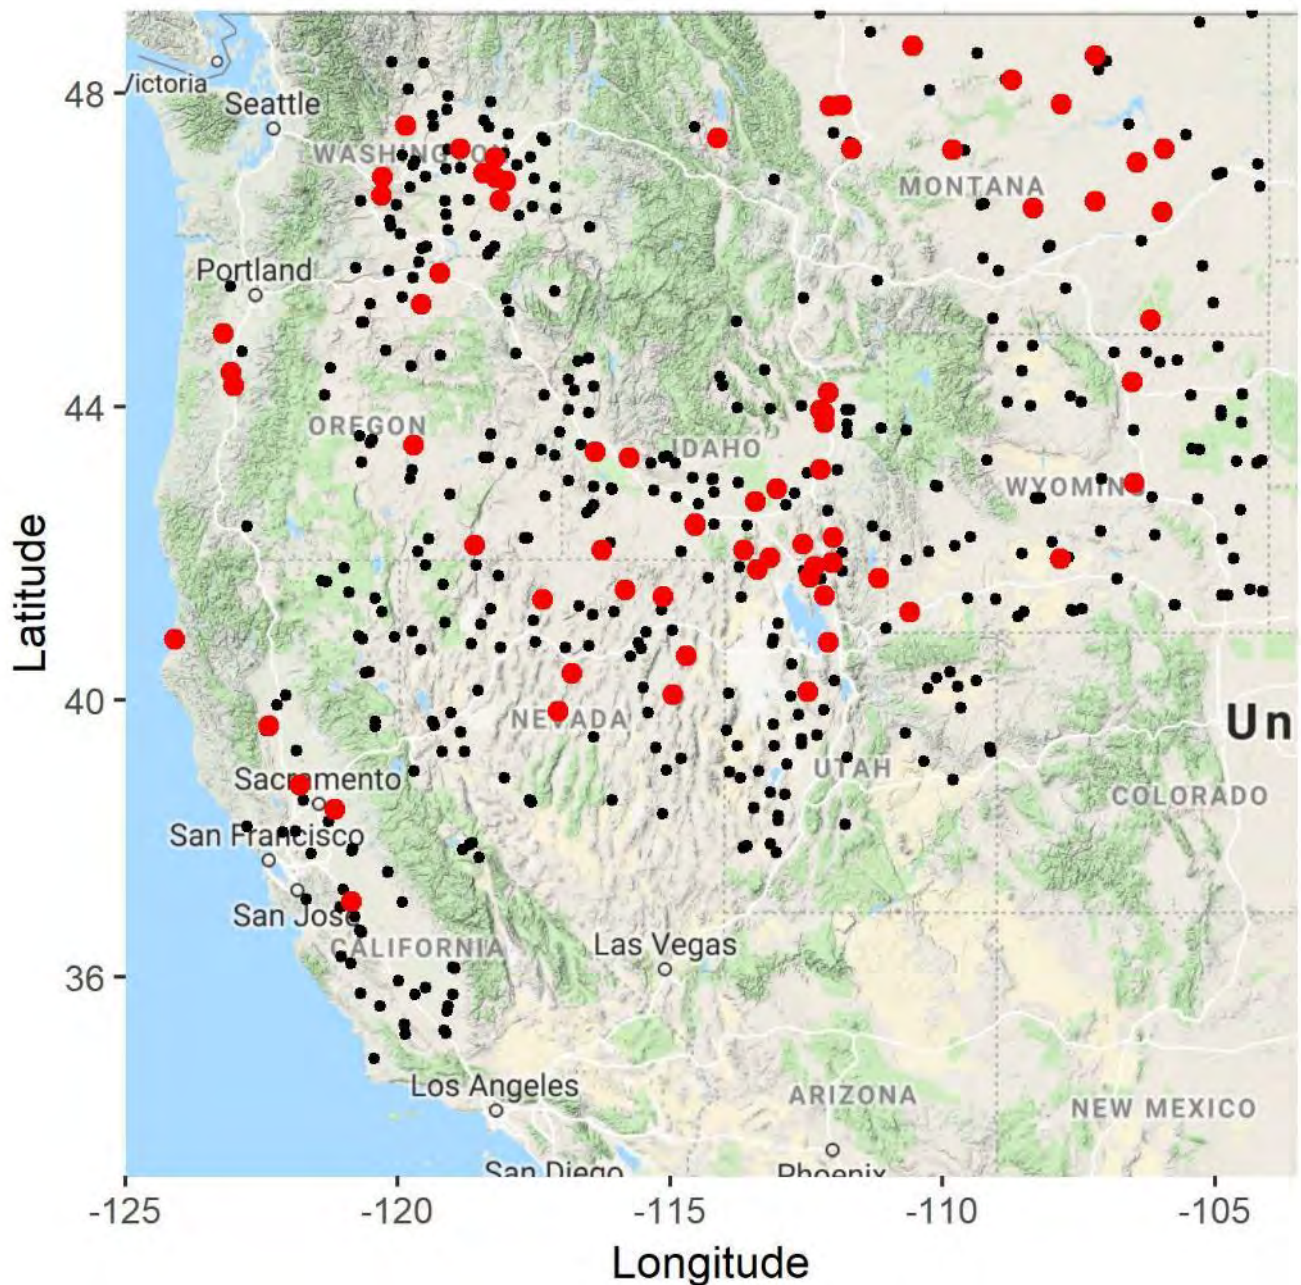 48
44
40
36
Latitude
Victoria
Seattle
WASHINGTON
MONTANA
Portland
OREGON
IDAHO
WYOMING
NEVADA
Un
Sacramento
UTAH
COLORADO
San Francisco
San Jose
CALIFORNIA
Las Vegas
Los Angeles
ARIZONA
NEW MEXICO
San Diego
Phoenix
-125
-120
-115
-110
-105
Longitude